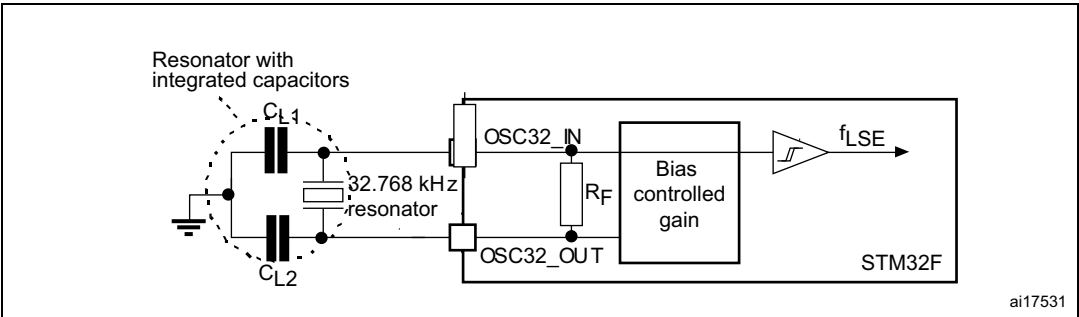 Resonator with
integrated capacitors
CL1
OSC32_IN
fLSE
32.768 kHz
resonator
RF
Bias
controlled
gain
OSC32_OUT
STM32F
CL2
ai17531